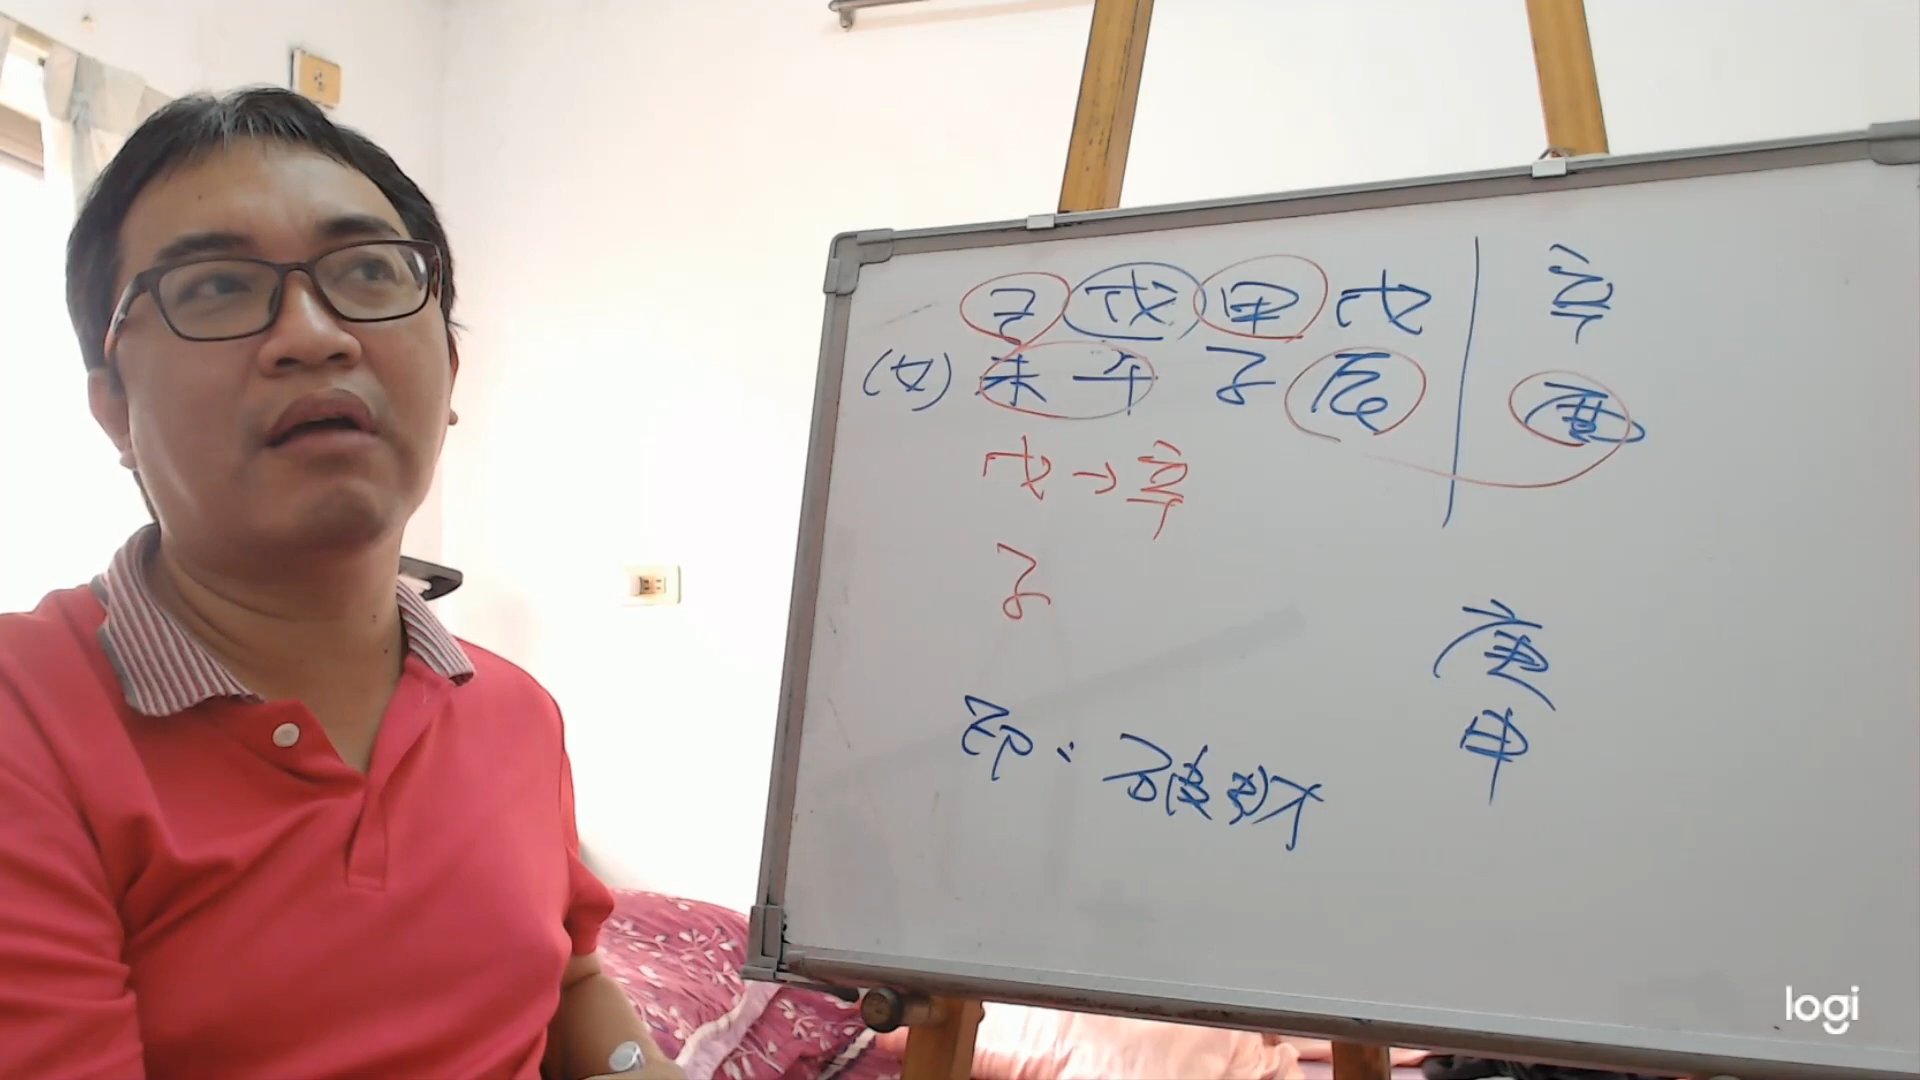 己戊甲戊 辛
(女)未午子辰 酉
戊→辛
子
庚
申
印:破財
logi